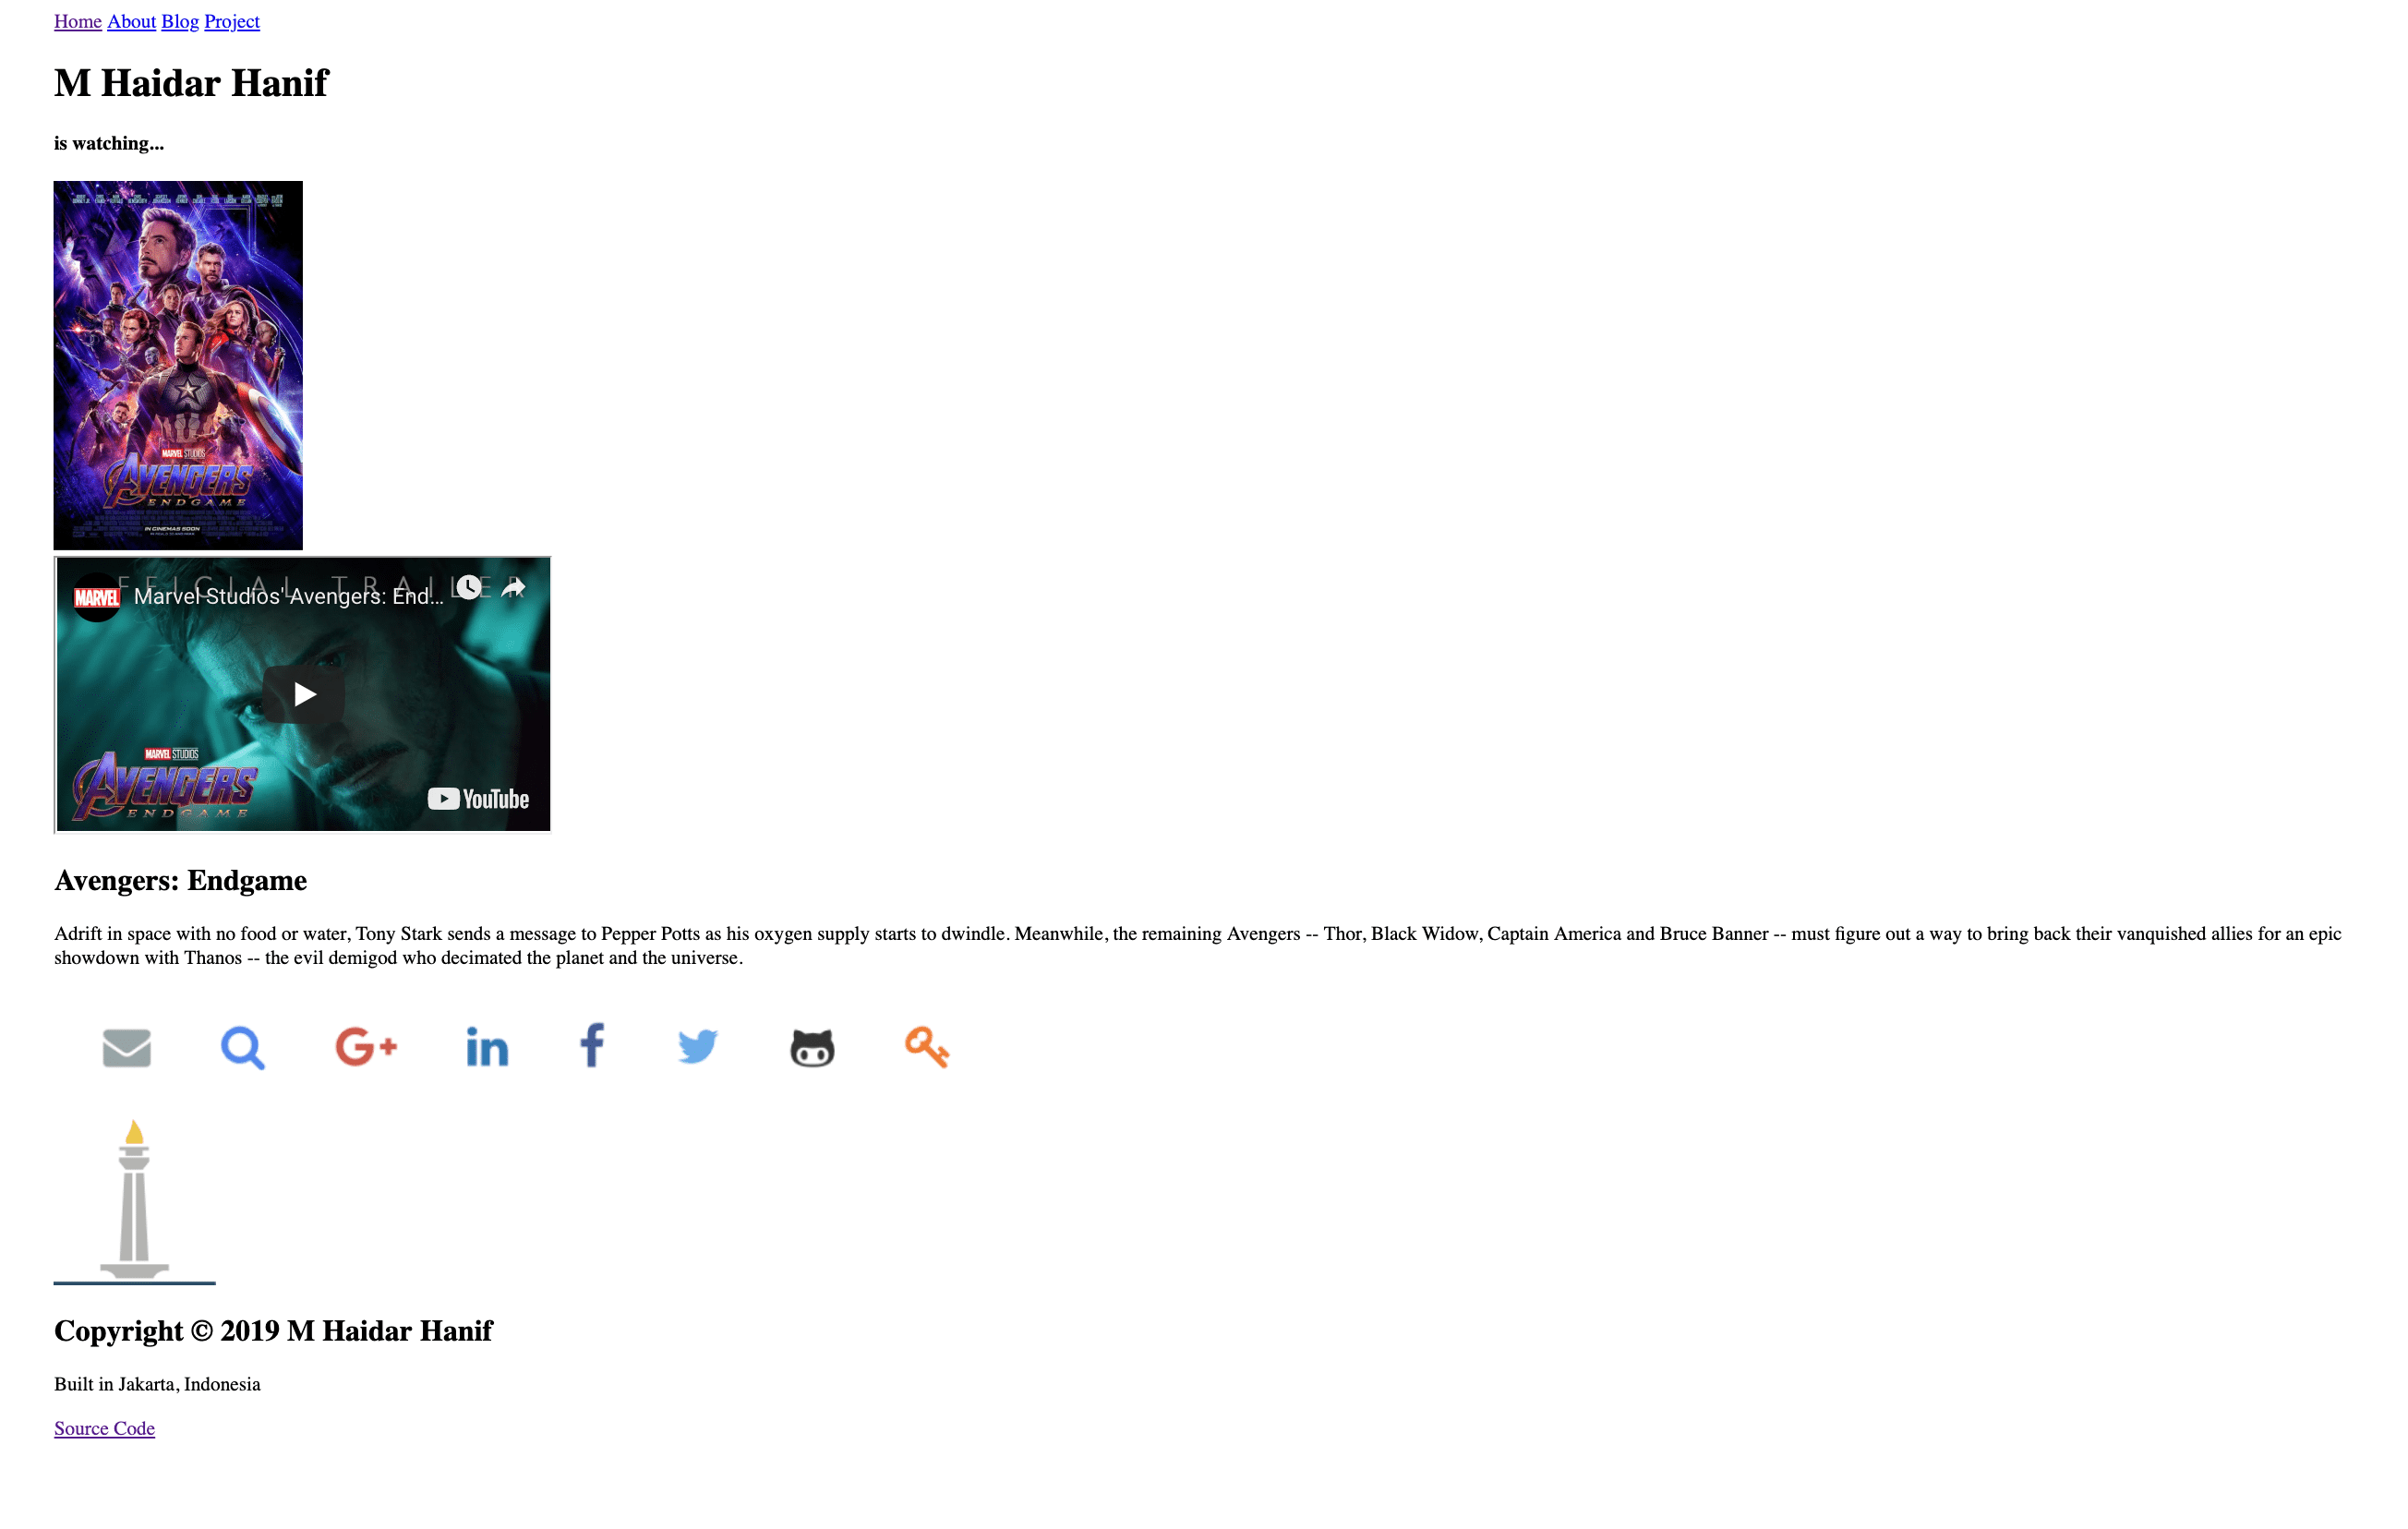 Home About Blog Project
M Haidar Hanif
is watching...
MARVEL STUDIOS
AVENGERS
ENDGAME
IN CINEMAS SOON
MARVEL
Marvel Studios' Avengers: End...
MARVEL STUDIOS
AVENGERS
ENDGAME
YouTube
Avengers: Endgame
Adrift in space with no food or water, Tony Stark sends a message to Pepper Potts as his oxygen supply starts to dwindle. Meanwhile, the remaining Avengers -- Thor, Black Widow, Captain America and Bruce Banner -- must figure out a way to bring back their vanquished allies for an epic
showdown with Thanos -- the evil demigod who decimated the planet and the universe.
G+ in f
Copyright © 2019 M Haidar Hanif
Built in Jakarta, Indonesia
Source Code